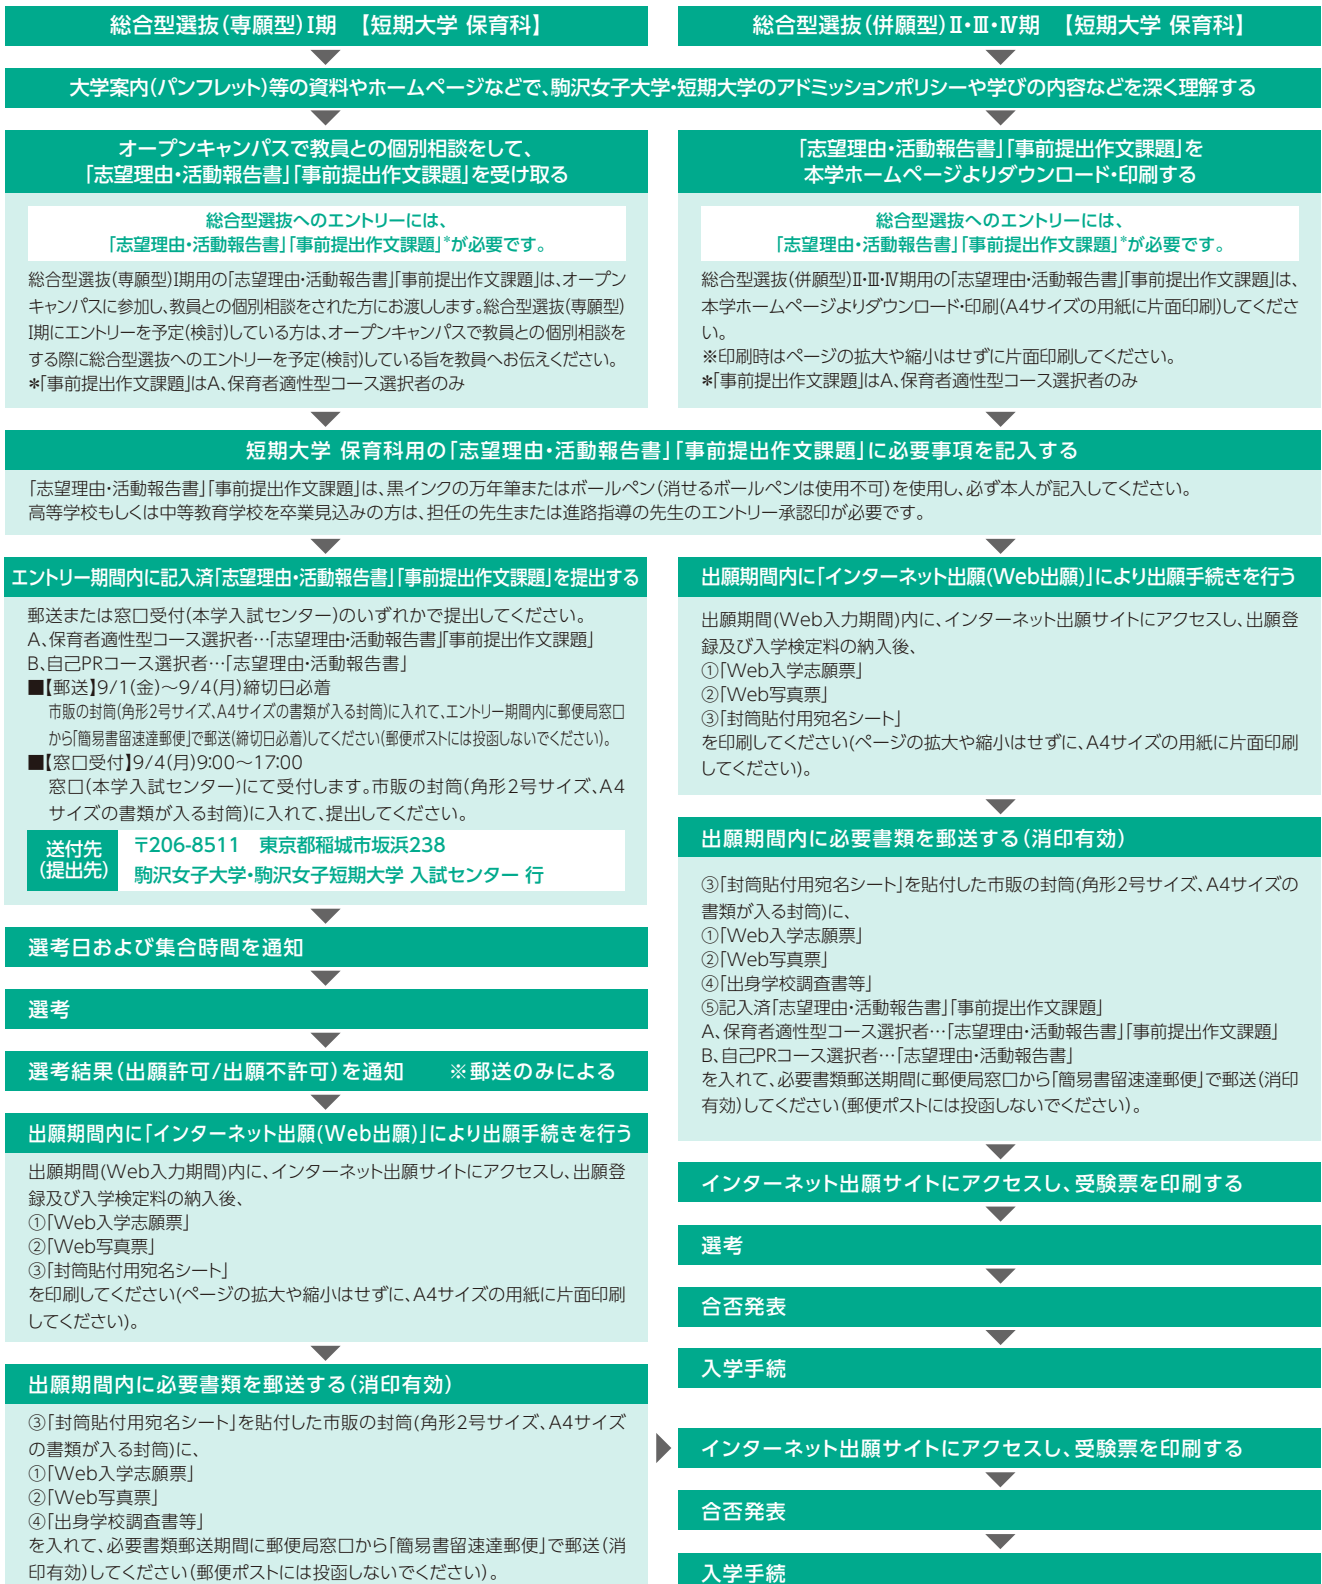 総合型選抜(専願型)Ⅰ期 【短期大学 保育科】
総合型選抜(併願型)Ⅱ・Ⅲ・Ⅳ期 【短期大学 保育科】
大学案内(パンフレット)等の資料やホームページなどで、駒沢女子大学・短期大学のアドミッションポリシーや学びの内容などを深く理解する
オープンキャンパスで教員との個別相談をして、
「志望理由・活動報告書」「事前提出作文課題」を受け取る
総合型選抜へのエントリーには、
「志望理由・活動報告書」「事前提出作文課題」*が必要です。
総合型選抜(専願型)Ⅰ期用の「志望理由・活動報告書」「事前提出作文課題」は、オープン
キャンパスに参加し、教員との個別相談をされた方にお渡しします。総合型選抜(専願型)
Ⅰ期にエントリーを予定(検討)している方は、オープンキャンパスで教員との個別相談を
する際に総合型選抜へのエントリーを予定(検討)している旨を教員へお伝えください。
*「事前提出作文課題」はA、保育者適性型コース選択者のみ
「志望理由・活動報告書」「事前提出作文課題」を
本学ホームページよりダウンロード・印刷する
総合型選抜へのエントリーには、
「志望理由・活動報告書」「事前提出作文課題」*が必要です。
総合型選抜(併願型)Ⅱ・Ⅲ・Ⅳ期用の「志望理由・活動報告書」「事前提出作文課題」は、
本学ホームページよりダウンロード・印刷(A4サイズの用紙に片面印刷)してくださ
い。
※印刷時はページの拡大や縮小はせずに片面印刷してください。
*「事前提出作文課題」はA、保育者適性型コース選択者のみ
短期大学 保育科用の「志望理由・活動報告書」「事前提出作文課題」に必要事項を記入する
「志望理由・活動報告書」「事前提出作文課題」は、黒インクの万年筆またはボールペン(消せるボールペンは使用不可)を使用し、必ず本人が記入してください。
高等学校もしくは中等教育学校を卒業見込みの方は、担任の先生または進路指導の先生のエントリー承認印が必要です。
エントリー期間内に記入済「志望理由・活動報告書」「事前提出作文課題」を提出する
郵送または窓口受付(本学入試センター)のいずれかで提出してください。
A、保育者適性型コース選択者…「志望理由・活動報告書」「事前提出作文課題」
B、自己PRコース選択者…「志望理由・活動報告書」
■【郵送】9/1(金)～9/4(月)締切日必着
市販の封筒(角形2号サイズ、A4サイズの書類が入る封筒)に入れて、エントリー期間内に郵便局窓口
から「簡易書留速達郵便」で郵送(締切日必着)してください(郵便ポストには投函しないでください)。
■【窓口受付】9/4(月)9:00～17:00
窓口(本学入試センター)にて受付します。市販の封筒(角形2号サイズ、A4
サイズの書類が入る封筒)に入れて、提出してください。
送付先
(提出先)
〒206-8511 東京都稲城市坂浜238
駒沢女子大学・駒沢女子短期大学 入試センター 行
選考日および集合時間を通知
選考
選考結果(出願許可/出願不許可)を通知 ※郵送のみによる
出願期間内に「インターネット出願(Web出願)」により出願手続きを行う
出願期間(Web入力期間)内に、インターネット出願サイトにアクセスし、出願登
録及び入学検定料の納入後、
①「Web入学志願票」
②「Web写真票」
③「封筒貼付用宛名シート」
を印刷してください(ページの拡大や縮小はせずに、A4サイズの用紙に片面印刷
してください)。
出願期間内に必要書類を郵送する(消印有効)
③「封筒貼付用宛名シート」を貼付した市販の封筒(角形2号サイズ、A4サイズ
の書類が入る封筒)に、
①「Web入学志願票」
②「Web写真票」
④「出身学校調査書等」
を入れて、必要書類郵送期間に郵便局窓口から「簡易書留速達郵便」で郵送(消
印有効)してください(郵便ポストには投函しないでください)。
出願期間内に「インターネット出願(Web出願)」により出願手続きを行う
出願期間(Web入力期間)内に、インターネット出願サイトにアクセスし、出願登
録及び入学検定料の納入後、
①「Web入学志願票」
②「Web写真票」
③「封筒貼付用宛名シート」
を印刷してください(ページの拡大や縮小はせずに、A4サイズの用紙に片面印刷
してください)。
出願期間内に必要書類を郵送する(消印有効)
③「封筒貼付用宛名シート」を貼付した市販の封筒(角形2号サイズ、A4サイズの
書類が入る封筒)に、
①「Web入学志願票」
②「Web写真票」
④「出身学校調査書等」
⑤記入済「志望理由・活動報告書」「事前提出作文課題」
A、保育者適性型コース選択者…「志望理由・活動報告書」「事前提出作文課題」
B、自己PRコース選択者…「志望理由・活動報告書」
を入れて、必要書類郵送期間に郵便局窓口から「簡易書留速達郵便」で郵送(消印
有効)してください(郵便ポストには投函しないでください)。
インターネット出願サイトにアクセスし、受験票を印刷する
選考
合否発表
入学手続
インターネット出願サイトにアクセスし、受験票を印刷する
合否発表
入学手続